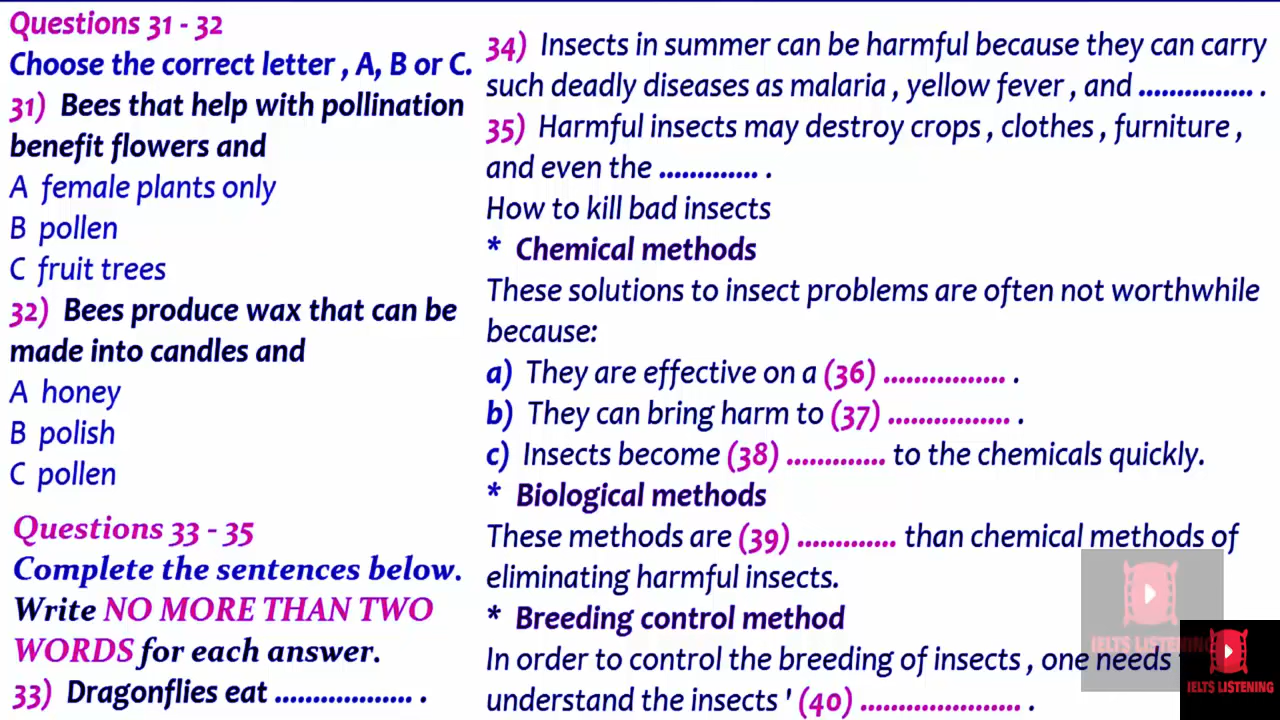 Questions 31 - 32
Choose the correct letter , A, B or C.
31) Bees that help with pollination
benefit flowers and
A female plants only
B pollen
C fruit trees
32) Bees produce wax that can be
made into candles and
A honey
B polish
C pollen
Questions 33 - 35
Complete the sentences below.
Write NO MORE THAN TWO
WORDS for each answer.
33) Dragonflies eat .................. .
34) Insects in summer can be harmful because they can carry
such deadly diseases as malaria , yellow fever , and ............... .
35) Harmful insects may destroy crops , clothes , furniture ,
and even the ............. .
How to kill bad insects
* Chemical methods
These solutions to insect problems are often not worthwhile
because:
a) They are effective on a (36) ................ .
b) They can bring harm to (37) ................ .
c) Insects become (38) ............. to the chemicals quickly.
* Biological methods
These methods are (39) ............. than chemical methods of
eliminating harmful insects.
* Breeding control method
In order to control the breeding of insects , one needs
understand the insects ' (40) ..................... .
IELTS LISTENING
IELTS LISTENING